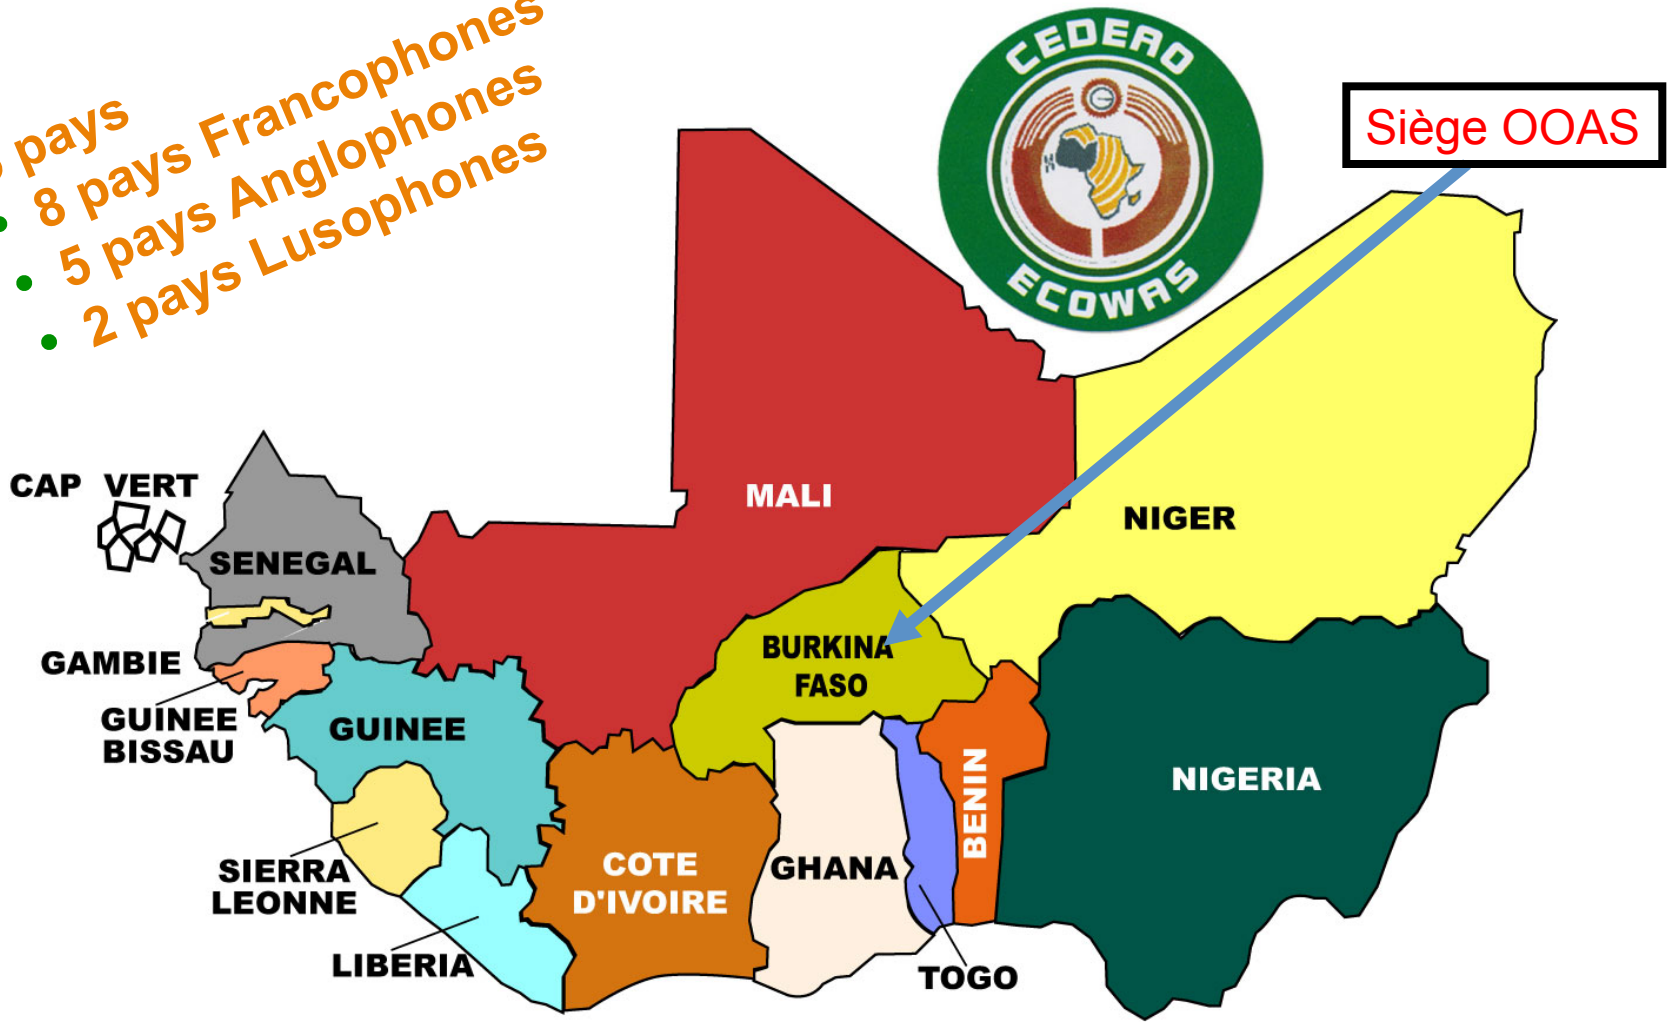 pays
• 8 pays Francophones
• 5 pays Anglophones
• 2 pays Lusophones
CEDEAO
ECOWAS
Siège OOAS
MALI
NIGER
CAP VERT
SENEGAL
BURKINA
FASO
GAMBIE
GUINEE
BISSAU
GUINEE
NIGERIA
BENIN
COTE
D'IVOIRE
GHANA
SIERRA
LEONNE
LIBERIA
TOGO